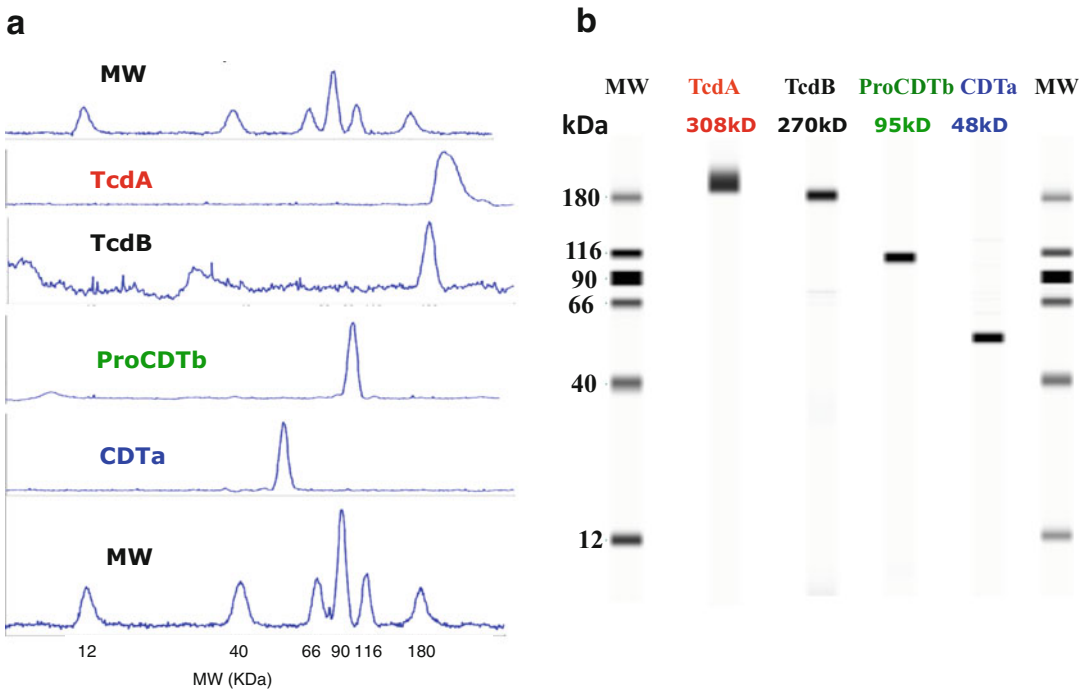 a
MW
TcdA
TcdB
ProCDTb
CDTa
MW
12 40 66 90 116 180
MW (KDa)
b
MW TcdA TcdB ProCDTb CDTa MW
kDa 308kD 270kD 95kD 48kD
180
116
90
66
40
12